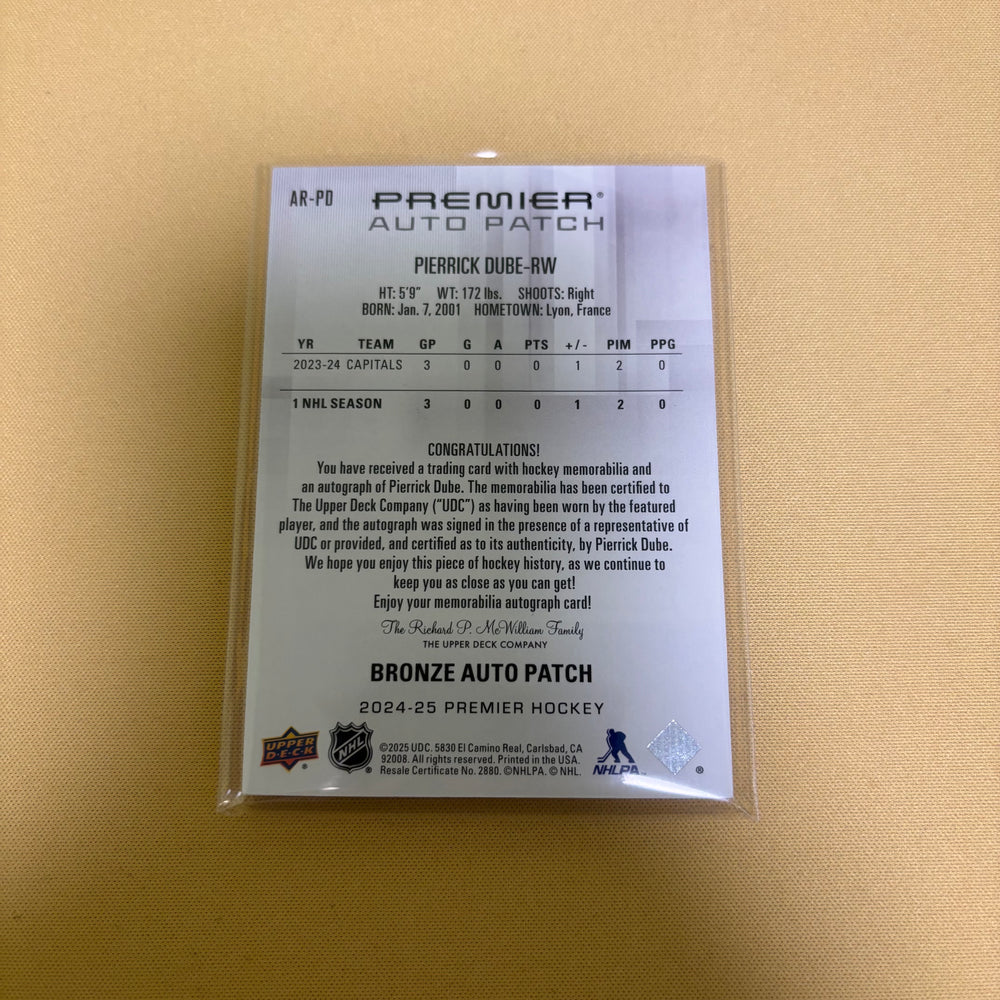 AR-PD
PREMIER®
AUTO PATCH
PIERRICK DUBE-RW
HT: 5'9" WT: 172 lbs. SHOOTS: Right
BORN: Jan. 7, 2001 HOMETOWN: Lyon, France
YR TEAM GP G A PTS +/- PIM PPG
2023-24 CAPITALS 3 0 0 0 1 2 0
1 NHL SEASON 3 0 0 0 1 2 0
CONGRATULATIONS!
You have received a trading card with hockey memorabilia and
an autograph of Pierrick Dube. The memorabilia has been certified to
The Upper Deck Company ("UDC") as having been worn by the featured
player, and the autograph was signed in the presence of a representative of
UDC or provided, and certified as to its authenticity, by Pierrick Dube.
We hope you enjoy this piece of hockey history, as we continue to
keep you as close as you can get!
Enjoy your memorabilia autograph card!
The Richard P. McWilliam Family
THE UPPER DECK COMPANY
BRONZE AUTO PATCH
2024-25 PREMIER HOCKEY
UPPER
D·E·C·K
®
NHL
®
©2025 UDC. 5830 El Camino Real, Carlsbad, CA
92008. All rights reserved. Printed in the USA.
Resale Certificate No. 2880. ©NHLPA. © NHL.
NHLPA
®